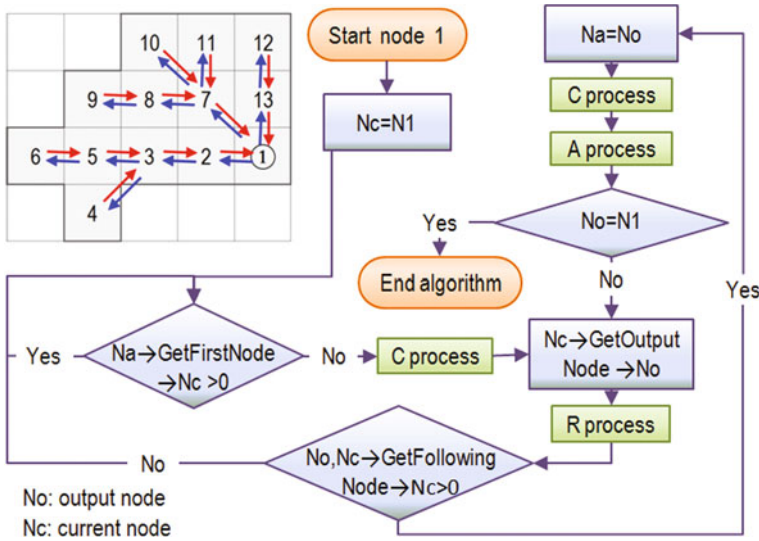 10 11 12
9 8 7 13
6 5 3 2 1
4
Start node 1
Nc=N1
Na=No
C process
A process
No=N1
Yes
End algorithm
No
Yes
Na→GetFirstNode
→Nc >0
Yes
No
C process
Nc→GetOutput
Node →No
R process
No,Nc→GetFollowing
Node→Nc>0
No
No: output node
Nc: current node